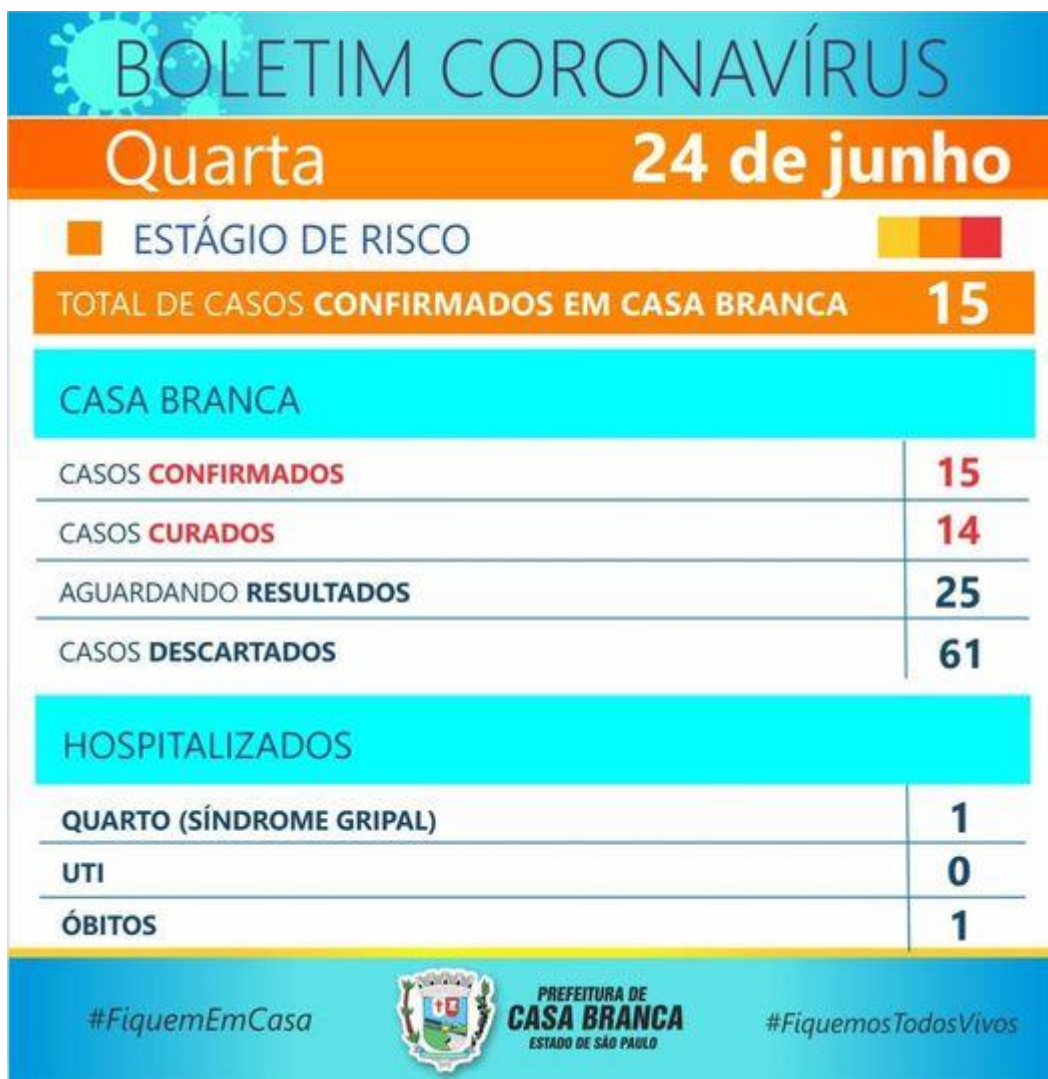 BOLETIM CORONAVÍRUS
Quarta 24 de junho
ESTÁGIO DE RISCO
TOTAL DE CASOS CONFIRMADOS EM CASA BRANCA 15
CASA BRANCA
CASOS CONFIRMADOS 15
CASOS CURADOS 14
AGUARDANDO RESULTADOS 25
CASOS DESCARTADOS 61
HOSPITALIZADOS
QUARTO (SÍNDROME GRIPAL) 1
UTI 0
ÓBITOS 1
#FiquemEmCasa
PREFEITURA DE
CASA BRANCA
ESTADO DE SÃO PAULO
#FiquemosTodosVivos